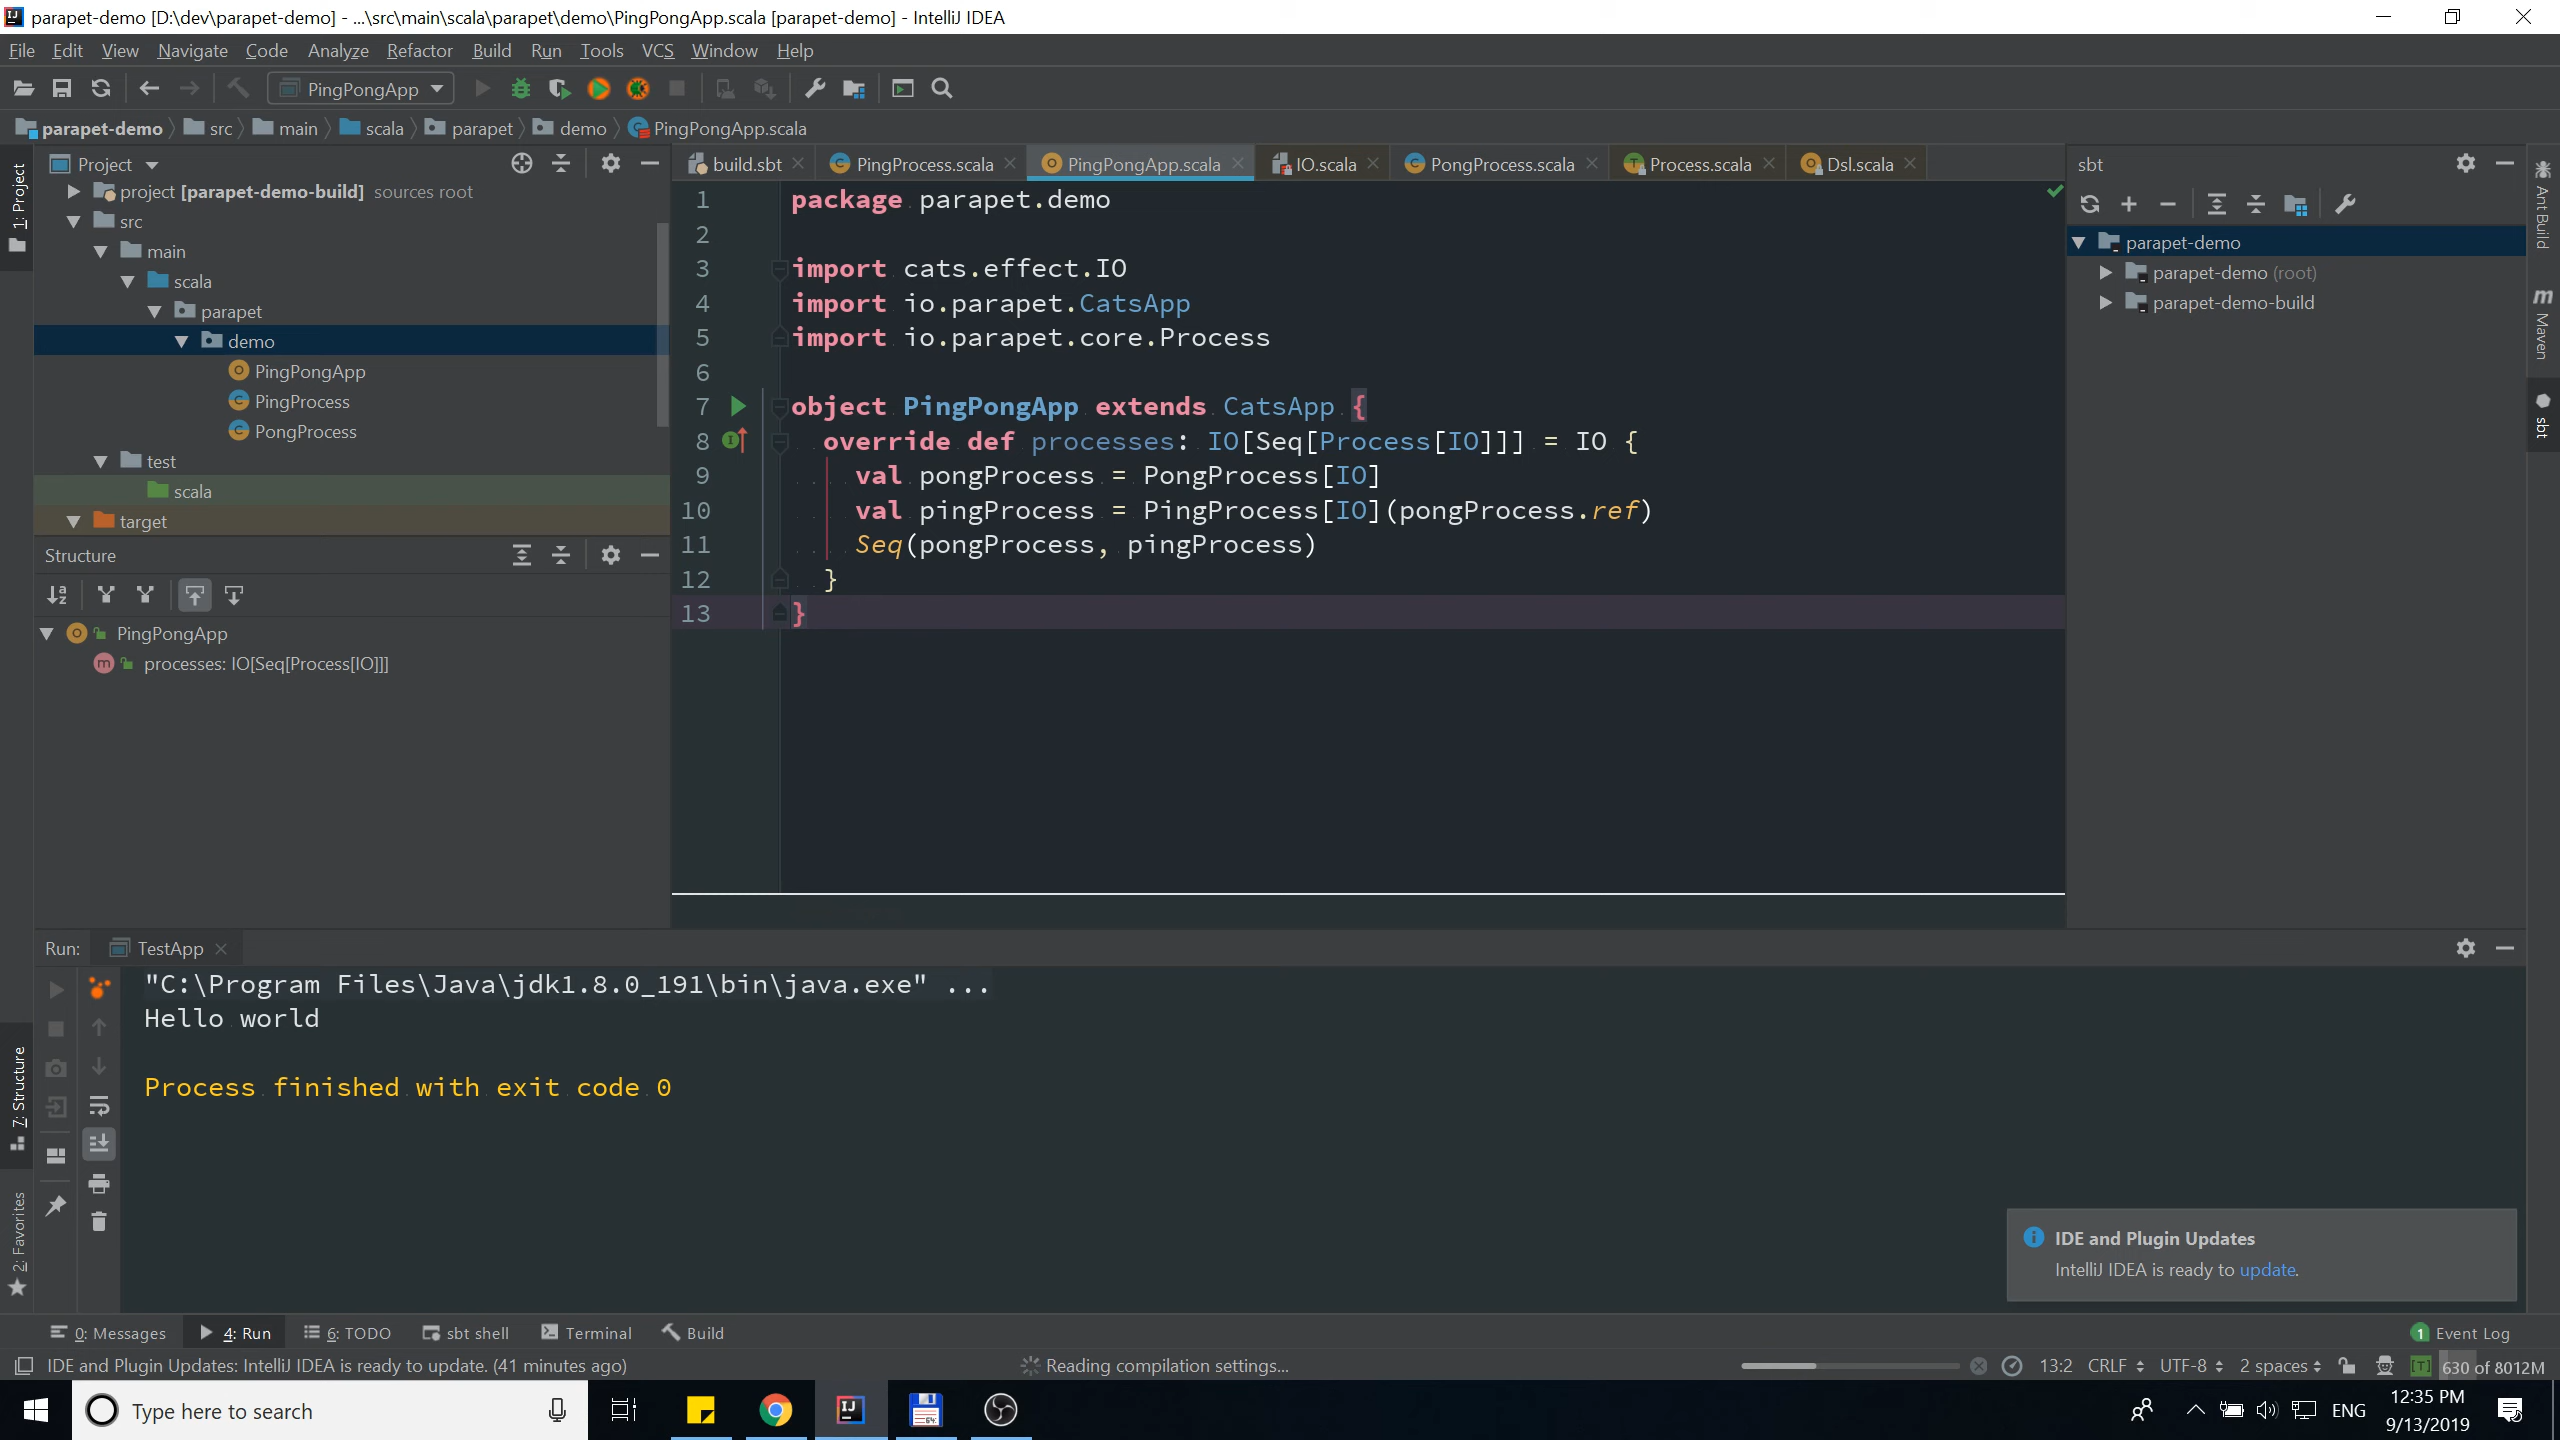 parapet-demo [D:\dev\parapet-demo] - ...\src\main\scala\parapet\demo\PingPongApp.scala [parapet-demo] - IntelliJ IDEA
File Edit View Navigate Code Analyze Refactor Build Run Tools VCS Window Help
PingPongApp
parapet-demo src main scala parapet demo PingPongApp.scala
1: Project
Project
project [parapet-demo-build] sources root
src
main
scala
parapet
demo
PingPongApp
PingProcess
PongProcess
test
scala
target
Structure
PingPongApp
processes: IO[Seq[Process[IO]]]
build.sbt PingProcess.scala PingPongApp.scala IO.scala PongProcess.scala Process.scala Dsl.scala
1 package parapet.demo
2
3 import cats.effect.IO
4 import io.parapet.CatsApp
5 import io.parapet.core.Process
6
7 object PingPongApp extends CatsApp {
8 override def processes: IO[Seq[Process[IO]]] = IO {
9 val pongProcess = PongProcess[IO]
10 val pingProcess = PingProcess[IO](pongProcess.ref)
11 Seq(pongProcess, pingProcess)
12 }
13 }
sbt
parapet-demo
parapet-demo (root)
parapet-demo-build
Ant Build
Maven
sbt
7: Structure
2: Favorites
Run: TestApp
"C:\Program Files\Java\jdk1.8.0_191\bin\java.exe" ...
Hello world
Process finished with exit code 0
IDE and Plugin Updates
IntelliJ IDEA is ready to update.
0: Messages 4: Run 6: TODO sbt shell Terminal Build 1 Event Log
IDE and Plugin Updates: IntelliJ IDEA is ready to update. (41 minutes ago) Reading compilation settings... 13:2 CRLF UTF-8 2 spaces [T] 630 of 8012M
Type here to search
ENG
12:35 PM
9/13/2019